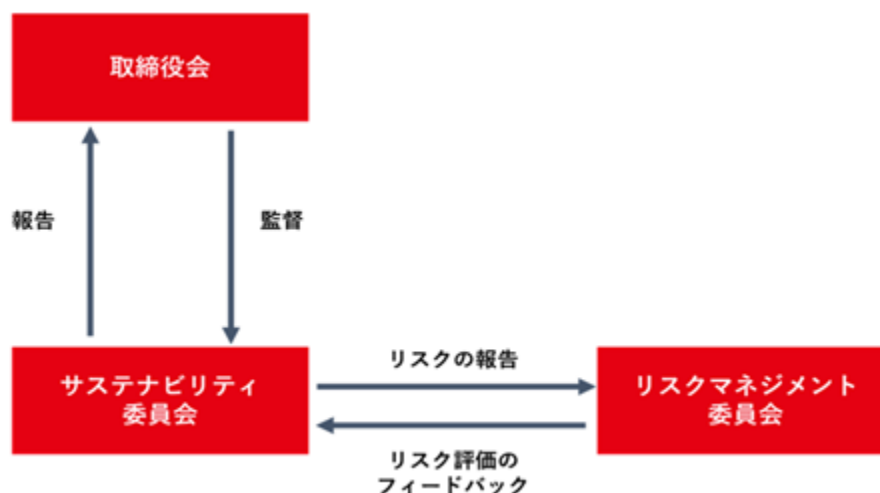 取締役会
報告
監督
サステナビリティ
委員会
リスクの報告
リスク評価の
フィードバック
リスクマネジメント
委員会